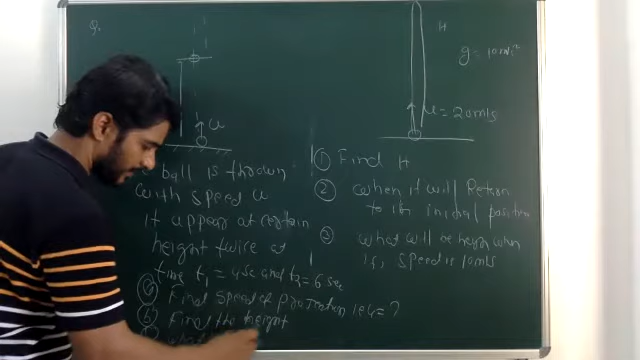 Q.
u
ball is thrown
with speed u
it appear at certain
height twice at
time t₁ = 4 sec and t₂ = 6 sec
(a) Find speed of projection i.e u = ?
(b) Find the height
H
g = 10 m/s²
u = 20 m/s
① Find H
② when it will Return
to its initial position
③ what will be height when
its speed is 10 m/s